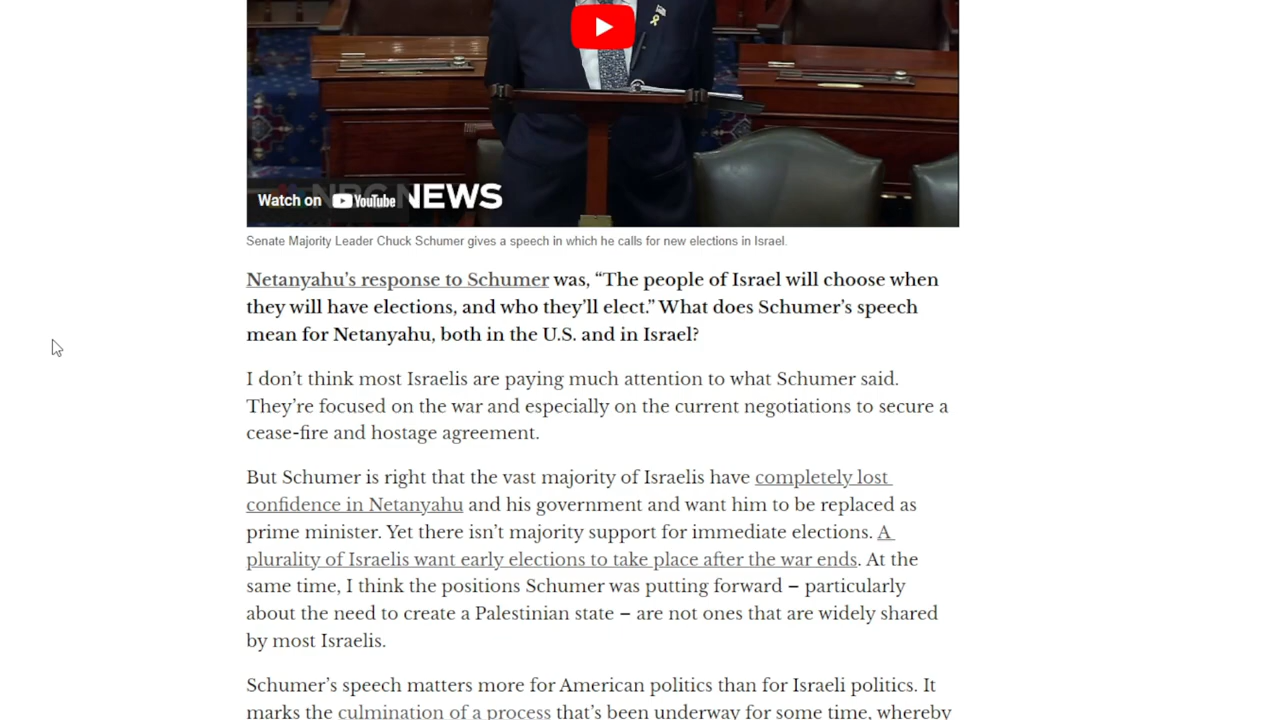 NEWS
Watch on YouTube
Senate Majority Leader Chuck Schumer gives a speech in which he calls for new elections in Israel.
Netanyahu’s response to Schumer was, “The people of Israel will choose when
they will have elections, and who they’ll elect.” What does Schumer’s speech
mean for Netanyahu, both in the U.S. and in Israel?
I don’t think most Israelis are paying much attention to what Schumer said.
They’re focused on the war and especially on the current negotiations to secure a
cease-fire and hostage agreement.
But Schumer is right that the vast majority of Israelis have completely lost
confidence in Netanyahu and his government and want him to be replaced as
prime minister. Yet there isn’t majority support for immediate elections. A
plurality of Israelis want early elections to take place after the war ends. At the
same time, I think the positions Schumer was putting forward – particularly
about the need to create a Palestinian state – are not ones that are widely shared
by most Israelis.
Schumer’s speech matters more for American politics than for Israeli politics. It
marks the culmination of a process that’s been underway for some time, whereby